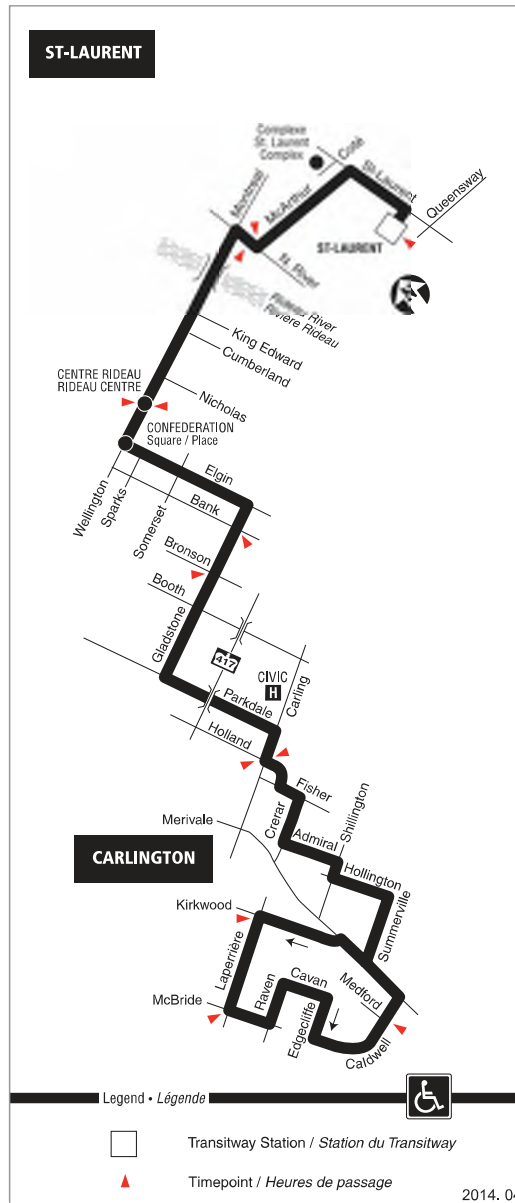 ST-LAURENT
Complexe
St. Laurent
Complex
Coté
St-Laurent
Queensway
Montreal
McArthur
ST-LAURENT
N. River
Rideau River
Rivière Rideau
King Edward
Cumberland
CENTRE RIDEAU
RIDEAU CENTRE
Nicholas
CONFEDERATION
Square / Place
Wellington
Sparks
Somerset
Elgin
Bank
Bronson
Booth
Gladstone
417
CIVIC
H
Carling
Parkdale
Holland
Fisher
Merivale
Crerar
Admiral
Shillington
CARLINGTON
Hollington
Summerville
Kirkwood
Laperrière
Cavan
Medford
McBride
Raven
Edgecliffe
Caldwell
Legend • Légende
Transitway Station / Station du Transitway
Timepoint / Heures de passage
2014. 04